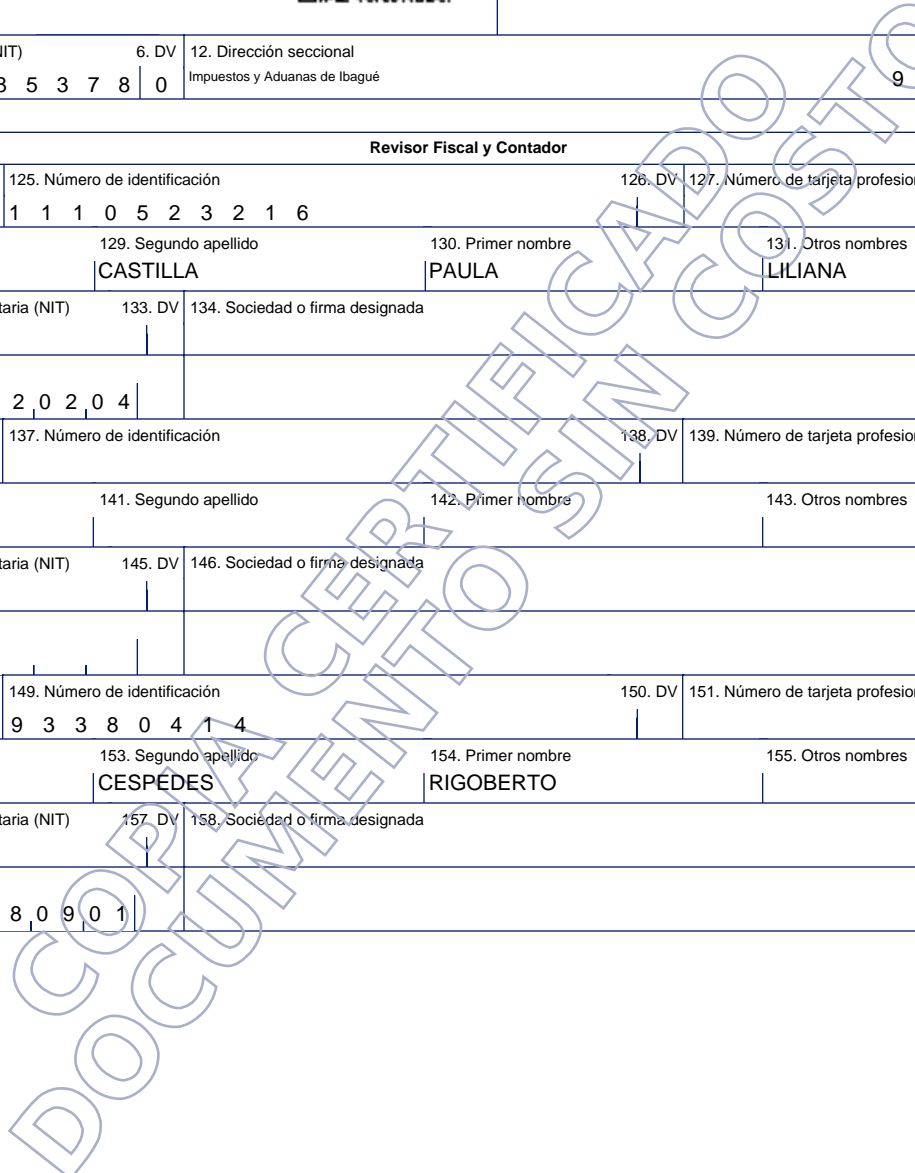 NIT) 6. DV 12. Dirección seccional
3 5 3 7 8 0 Impuestos y Aduanas de Ibagué 9
Revisor Fiscal y Contador
125. Número de identificación 126. DV 127. Número de tarjeta profesion
1 1 1 0 5 2 3 2 1 6
129. Segundo apellido 130. Primer nombre 131. Otros nombres
CASTILLA PAULA LILIANA
taria (NIT) 133. DV 134. Sociedad o firma designada
2 0 2 0 4
137. Número de identificación 138. DV 139. Número de tarjeta profesion
141. Segundo apellido 142. Primer nombre 143. Otros nombres
taria (NIT) 145. DV 146. Sociedad o firma designada
149. Número de identificación 150. DV 151. Número de tarjeta profesion
9 3 3 8 0 4 1 4
153. Segundo apellido 154. Primer nombre 155. Otros nombres
CESPEDES RIGOBERTO
taria (NIT) 157. DV 158. Sociedad o firma designada
8 0 9 0 1
COPIA CERTIFICADO
DOCUMENTO SIN COSTO